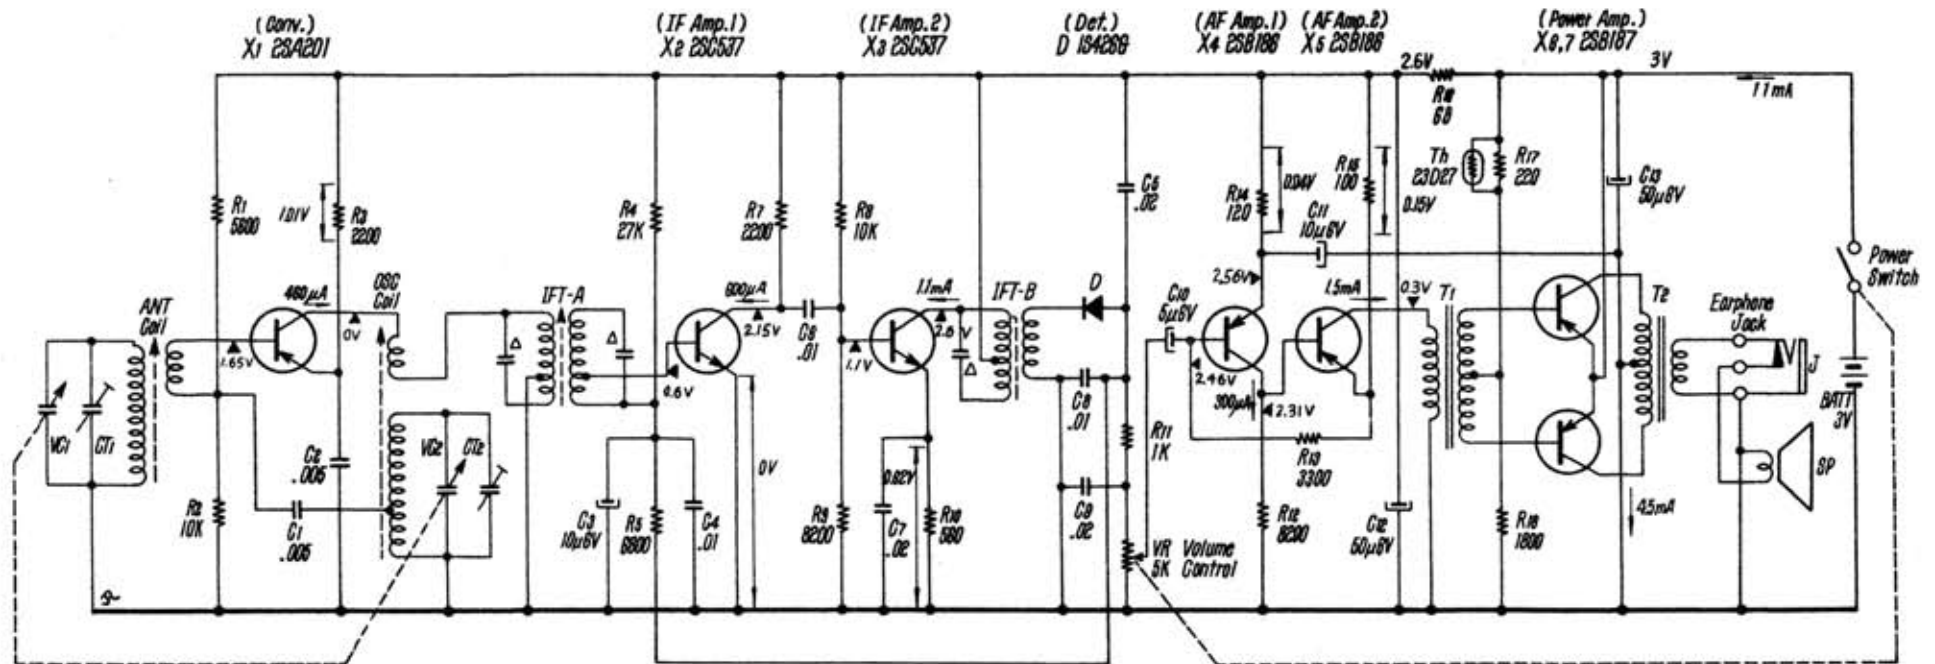 (Conv.)
X1 2SA201
(IF Amp.1)
X2 2SC537
(IF Amp.2)
X3 2SC537
(Det.)
D 1S426G
(AF Amp.1)
X4 2SB186
(AF Amp.2)
X5 2SB186
(Power Amp.)
X6,7 2SB187
2.6V
3V
R16
68
11mA
R1
5600
1.01V
R3
2200
R4
27K
R7
2200
R8
10K
C5
.02
R14
120
0.04V
R15
100
0.15V
C11
10μ6V
Th
23D27
R17
220
C13
50μ6V
Power
Switch
ANT
Coil
460μA
OSC
Coil
0V
1.65V
IFT-A
600μA
2.15V
C6
.01
1.1mA
1.1V
IFT-B
D
C10
5μ6V
2.56V
1.5mA
0.3V
T1
T2
Earphone
Jack
J
BATT
3V
0.6V
2.46V
300μA
2.31V
VC1
CT1
VC2
CT2
C2
.005
R2
10K
C1
.005
C3
10μ6V
R5
6800
C4
.01
0V
R9
8200
C7
.02
0.62V
R10
560
C8
.01
C9
.02
R11
1K
R13
3300
R12
8200
C12
50μ6V
R18
1800
4.5mA
SP
VR Volume
5K Control